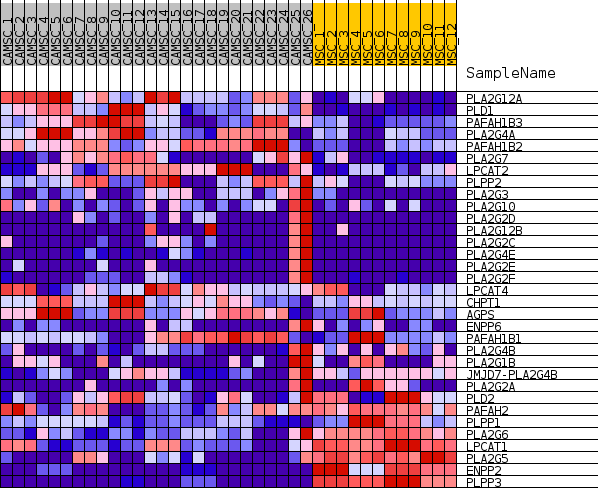 CAMSC_1
CAMSC_2
CAMSC_3
CAMSC_4
CAMSC_5
CAMSC_6
CAMSC_7
CAMSC_8
CAMSC_9
CAMSC_10
CAMSC_11
CAMSC_12
CAMSC_13
CAMSC_14
CAMSC_15
CAMSC_16
CAMSC_17
CAMSC_18
CAMSC_19
CAMSC_20
CAMSC_21
CAMSC_22
CAMSC_23
CAMSC_24
CAMSC_25
CAMSC_26
MSC_1
MSC_2
MSC_3
MSC_4
MSC_5
MSC_6
MSC_7
MSC_8
MSC_9
MSC_10
MSC_11
MSC_12
SampleName
PLA2G12A
PLD1
PAFAH1B3
PLA2G4A
PAFAH1B2
PLA2G7
LPCAT2
PLPP2
PLA2G3
PLA2G10
PLA2G2D
PLA2G12B
PLA2G2C
PLA2G4E
PLA2G2E
PLA2G2F
LPCAT4
CHPT1
AGPS
ENPP6
PAFAH1B1
PLA2G4B
PLA2G1B
JMJD7-PLA2G4B
PLA2G2A
PLD2
PAFAH2
PLPP1
PLA2G6
LPCAT1
PLA2G5
ENPP2
PLPP3